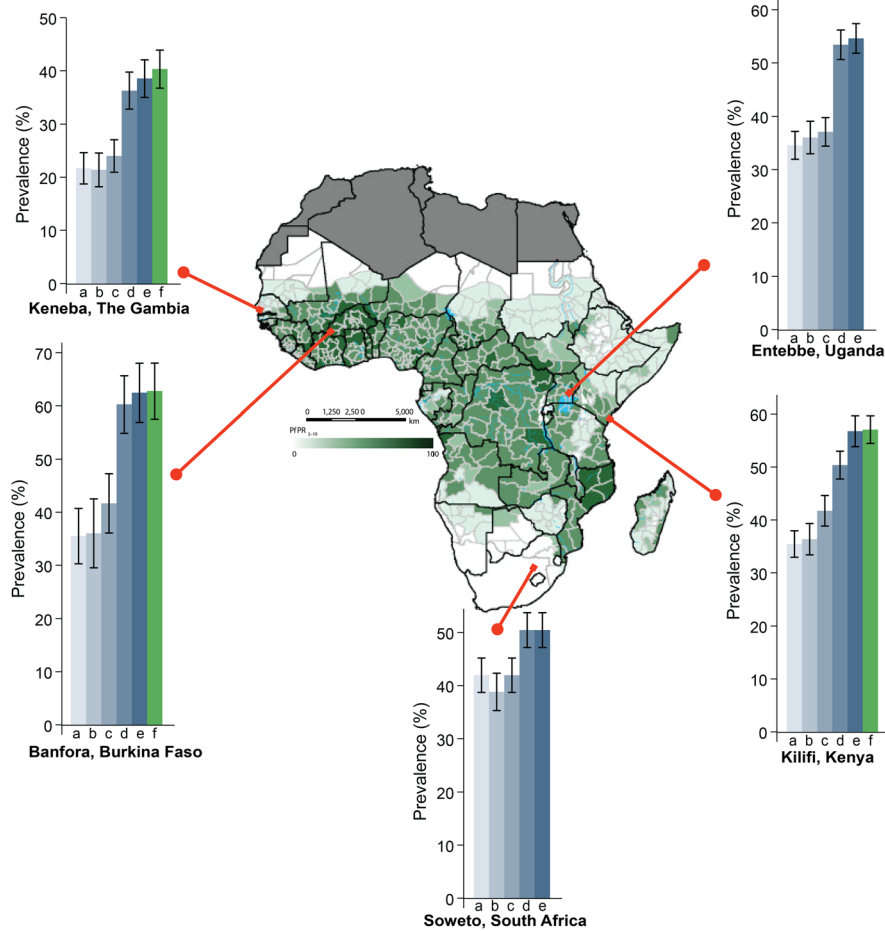 50
40
30
20
10
0
Prevalence (%)
a b c d e f
Keneba, The Gambia
60
50
40
30
20
10
0
Prevalence (%)
a b c d e
Entebbe, Uganda
70
60
50
40
30
20
10
0
Prevalence (%)
a b c d e f
Banfora, Burkina Faso
0 1,250 2,500 5,000
km
PfPR 2-10
0 100
60
50
40
30
20
10
0
Prevalence (%)
a b c d e f
Kilifi, Kenya
50
40
30
20
10
0
Prevalence (%)
a b c d e
Soweto, South Africa